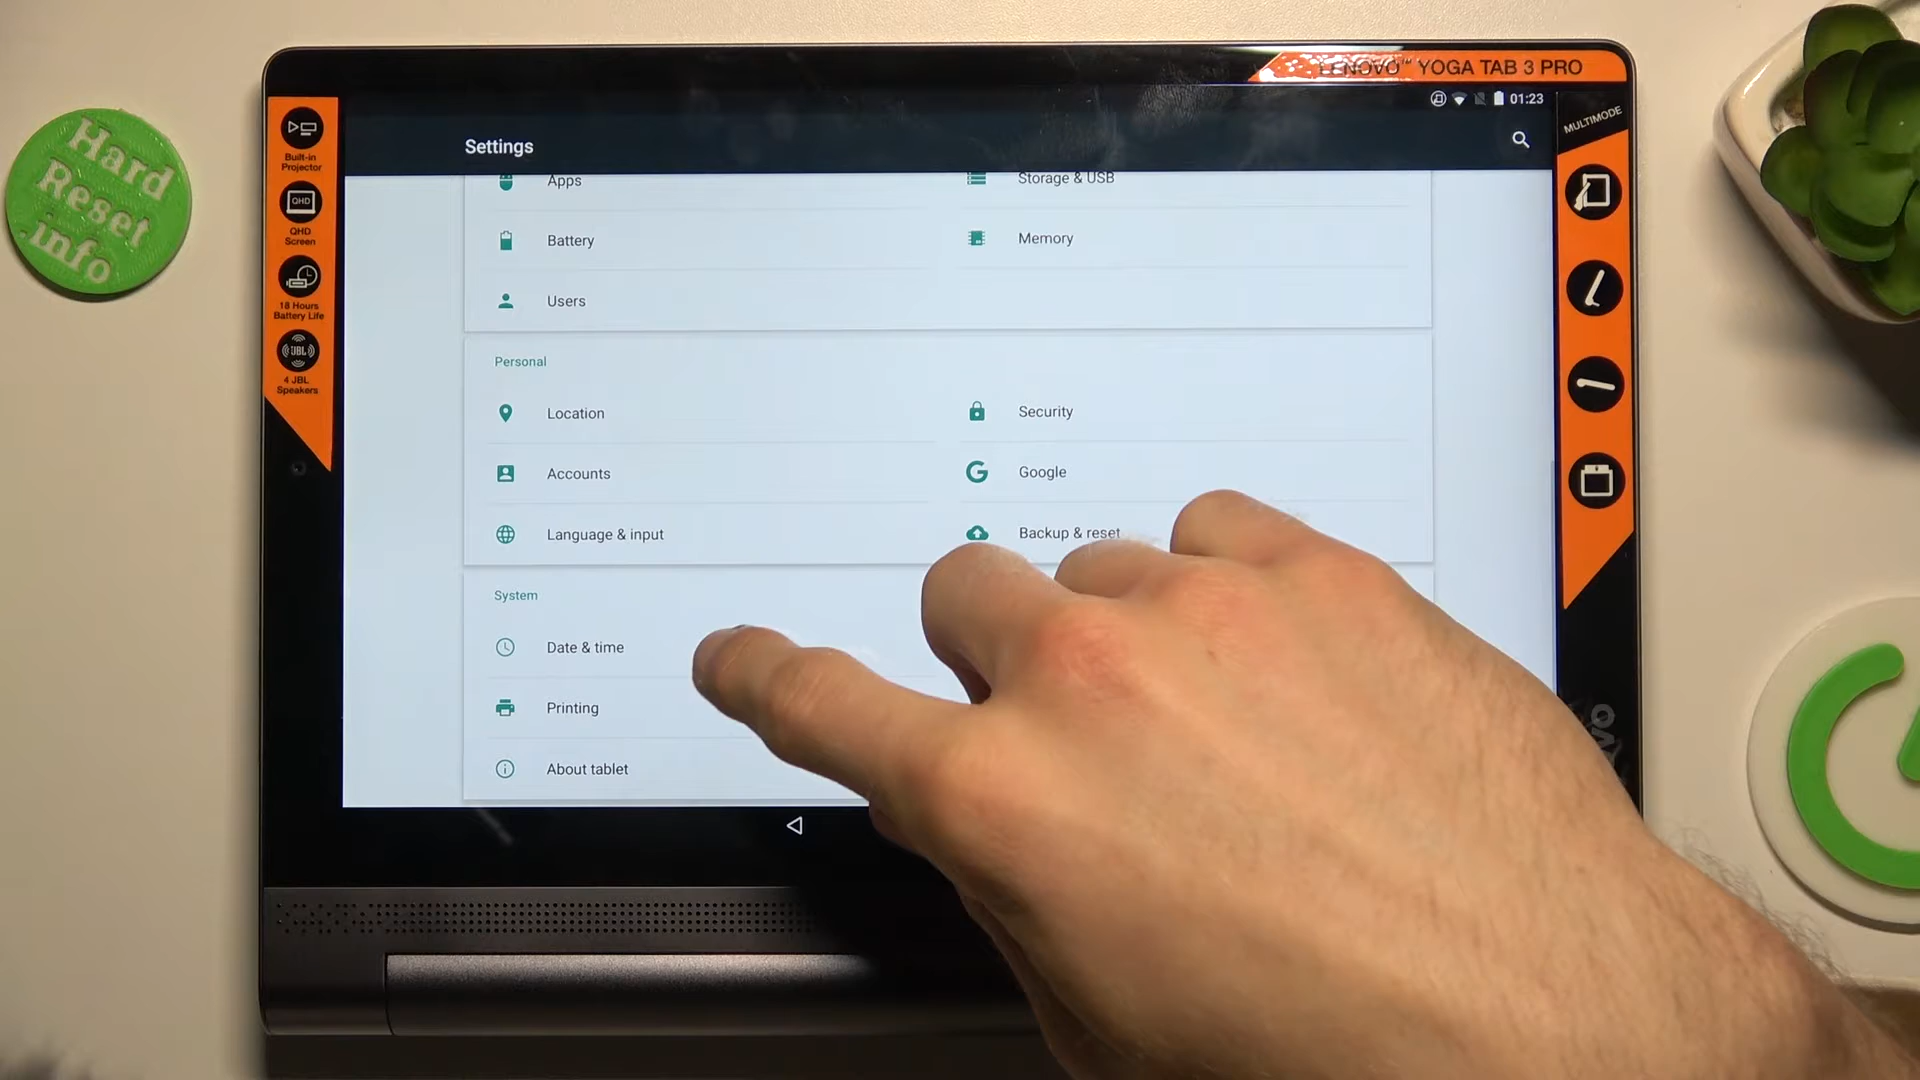 Hard
Reset
.info
LENOVO™ YOGA TAB 3 PRO
01:23
MULTIMODE
Built-in
Projector
QHD
QHD
Screen
18 Hours
Battery Life
JBL
4 JBL
Speakers
Settings
Apps
Storage & USB
Battery
Memory
Users
Personal
Location
Security
Accounts
Google
Language & input
Backup & reset
System
Date & time
Printing
About tablet